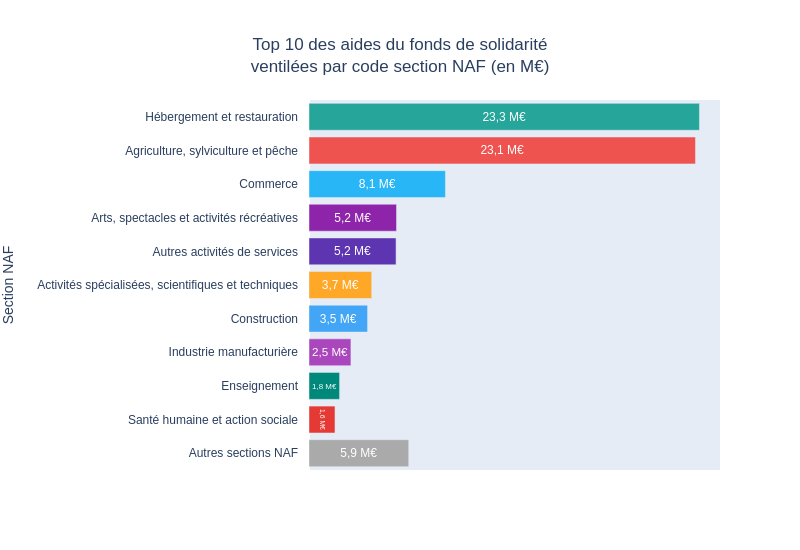 Top 10 des aides du fonds de solidarité
ventilées par code section NAF (en M€)
Section NAF
Hébergement et restauration 23,3 M€
Agriculture, sylviculture et pêche 23,1 M€
Commerce 8,1 M€
Arts, spectacles et activités récréatives 5,2 M€
Autres activités de services 5,2 M€
Activités spécialisées, scientifiques et techniques 3,7 M€
Construction 3,5 M€
Industrie manufacturière 2,5 M€
Enseignement 1,8 M€
Santé humaine et action sociale 1,6 M€
Autres sections NAF 5,9 M€